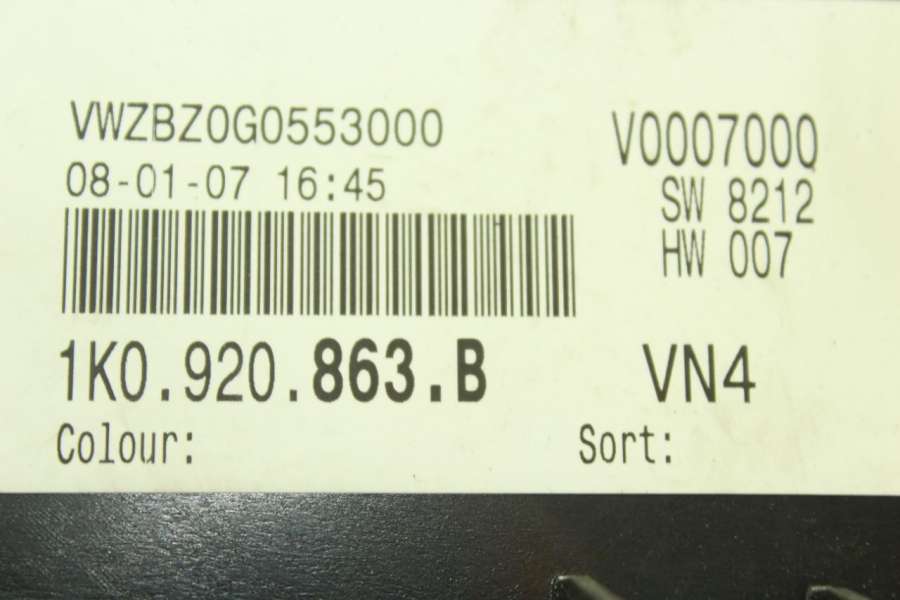 VWZBZ0G0553000
08-01-07 16:45
V0007000
SW 8212
HW 007
1K0.920.863.B
VN4
Colour:
Sort: